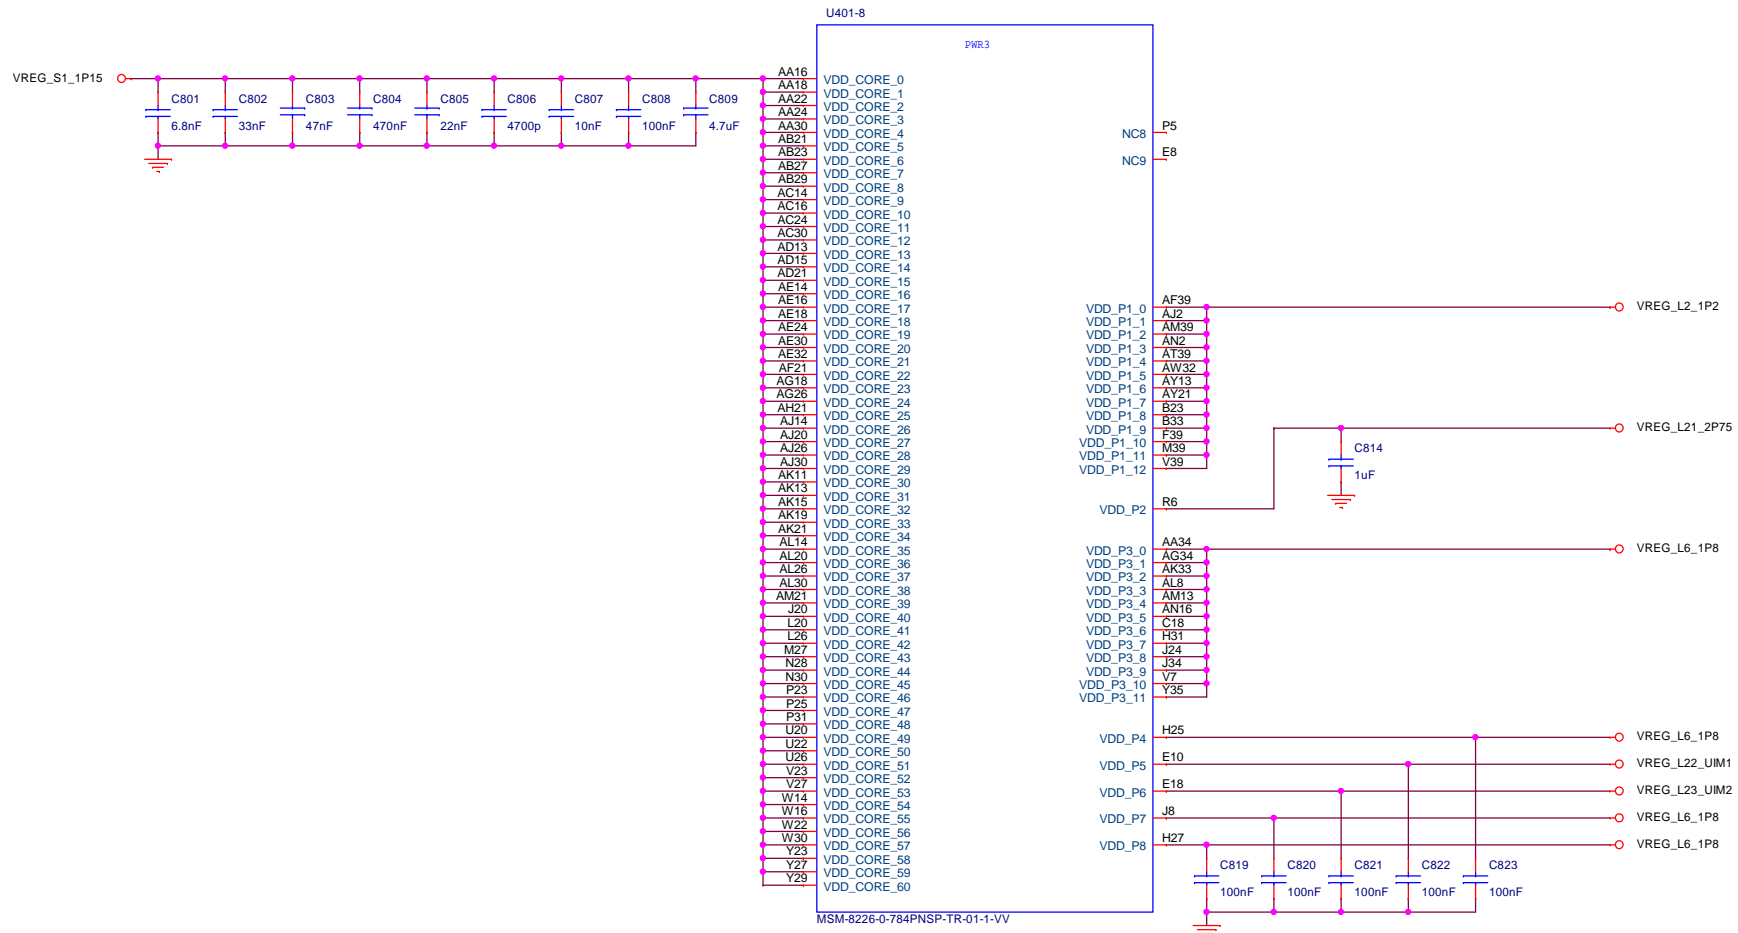 U401-8
PWR3
VREG_S1_1P15
C801
6.8nF
C802
33nF
C803
47nF
C804
470nF
C805
22nF
C806
4700p
C807
10nF
C808
100nF
C809
4.7uF
AA16 VDD_CORE_0
AA18 VDD_CORE_1
AA22 VDD_CORE_2
AA24 VDD_CORE_3
AA30 VDD_CORE_4
AB21 VDD_CORE_5
AB23 VDD_CORE_6
AB27 VDD_CORE_7
AB29 VDD_CORE_8
AC14 VDD_CORE_9
AC16 VDD_CORE_10
AC24 VDD_CORE_11
AC30 VDD_CORE_12
AD13 VDD_CORE_13
AD15 VDD_CORE_14
AD21 VDD_CORE_15
AE14 VDD_CORE_16
AE16 VDD_CORE_17
AE18 VDD_CORE_18
AE24 VDD_CORE_19
AE30 VDD_CORE_20
AE32 VDD_CORE_21
AF21 VDD_CORE_22
AG18 VDD_CORE_23
AG26 VDD_CORE_24
AH21 VDD_CORE_25
AJ14 VDD_CORE_26
AJ20 VDD_CORE_27
AJ26 VDD_CORE_28
AJ30 VDD_CORE_29
AK11 VDD_CORE_30
AK13 VDD_CORE_31
AK15 VDD_CORE_32
AK19 VDD_CORE_33
AK21 VDD_CORE_34
AL14 VDD_CORE_35
AL20 VDD_CORE_36
AL26 VDD_CORE_37
AL30 VDD_CORE_38
AM21 VDD_CORE_39
J20 VDD_CORE_40
L20 VDD_CORE_41
L26 VDD_CORE_42
M27 VDD_CORE_43
N28 VDD_CORE_44
N30 VDD_CORE_45
P23 VDD_CORE_46
P25 VDD_CORE_47
P31 VDD_CORE_48
U20 VDD_CORE_49
U22 VDD_CORE_50
U26 VDD_CORE_51
V23 VDD_CORE_52
V27 VDD_CORE_53
W14 VDD_CORE_54
W16 VDD_CORE_55
W22 VDD_CORE_56
W30 VDD_CORE_57
Y23 VDD_CORE_58
Y27 VDD_CORE_59
Y29 VDD_CORE_60
NC8 P5
NC9 E8
VDD_P1_0 AF39 VREG_L2_1P2
VDD_P1_1 AJ2
VDD_P1_2 AM39
VDD_P1_3 AN2
VDD_P1_4 AT39
VDD_P1_5 AW32
VDD_P1_6 AY13
VDD_P1_7 AY21
VDD_P1_8 B23
VDD_P1_9 B33
VDD_P1_10 F39
VDD_P1_11 M39
VDD_P1_12 V39
VREG_L21_2P75
C814
1uF
VDD_P2 R6
VDD_P3_0 AA34 VREG_L6_1P8
VDD_P3_1 AG34
VDD_P3_2 AK33
VDD_P3_3 AL8
VDD_P3_4 AM13
VDD_P3_5 AN16
VDD_P3_6 C18
VDD_P3_7 H31
VDD_P3_8 J24
VDD_P3_9 J34
VDD_P3_10 V7
VDD_P3_11 Y35
VDD_P4 H25 VREG_L6_1P8
VDD_P5 E10 VREG_L22_UIM1
VDD_P6 E18 VREG_L23_UIM2
VDD_P7 J8 VREG_L6_1P8
VDD_P8 H27 VREG_L6_1P8
C819
100nF
C820
100nF
C821
100nF
C822
100nF
C823
100nF
MSM-8226-0-784PNSP-TR-01-1-VV